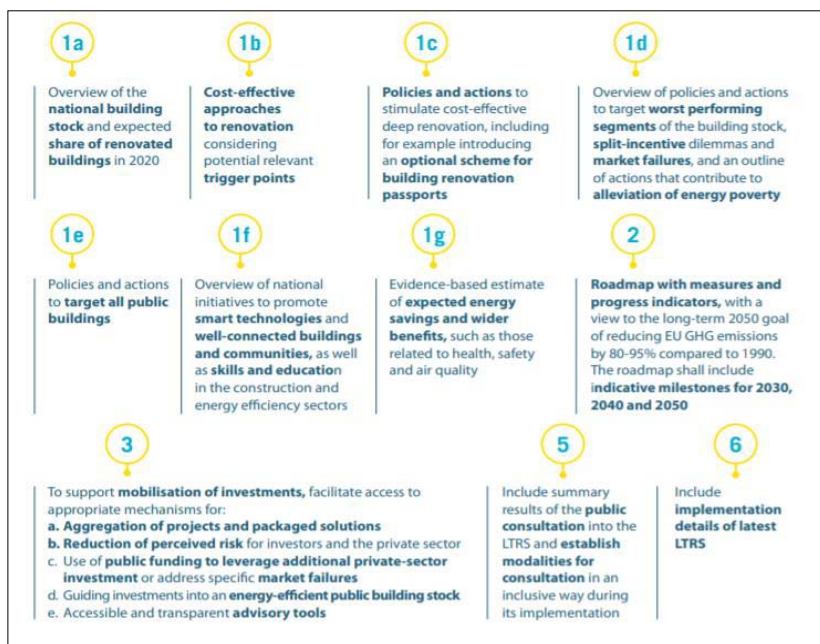 1a
Overview of the
national building
stock and expected
share of renovated
buildings in 2020
1b
Cost-effective
approaches
to renovation
considering
potential relevant
trigger points
1c
Policies and actions to
stimulate cost-effective
deep renovation, including
for example introducing
an optional scheme for
building renovation
passports
1d
Overview of policies and actions
to target worst performing
segments of the building stock,
split-incentive dilemmas and
market failures, and an outline
of actions that contribute to
alleviation of energy poverty
1e
Policies and actions
to target all public
buildings
1f
Overview of national
initiatives to promote
smart technologies and
well-connected buildings
and communities, as well
as skills and education
in the construction and
energy efficiency sectors
1g
Evidence-based estimate
of expected energy
savings and wider
benefits, such as those
related to health, safety
and air quality
2
Roadmap with measures and
progress indicators, with a
view to the long-term 2050 goal
of reducing EU GHG emissions
by 80-95% compared to 1990.
The roadmap shall include
indicative milestones for 2030,
2040 and 2050
3
To support mobilisation of investments, facilitate access to
appropriate mechanisms for:
a. Aggregation of projects and packaged solutions
b. Reduction of perceived risk for investors and the private sector
c. Use of public funding to leverage additional private-sector
investment or address specific market failures
d. Guiding investments into an energy-efficient public building stock
e. Accessible and transparent advisory tools
5
Include summary
results of the public
consultation into the
LTRS and establish
modalities for
consultation in an
inclusive way during
its implementation
6
Include
implementation
details of latest
LTRS